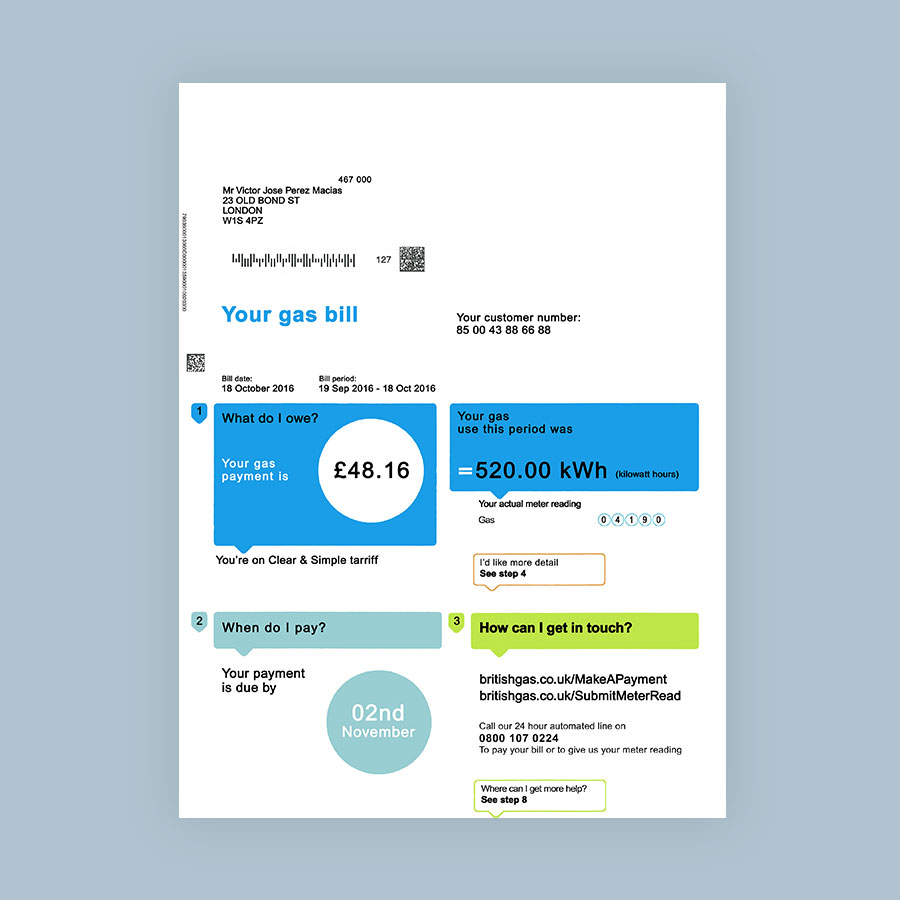 467 000
Mr Victor Jose Perez Macias
23 OLD BOND ST
LONDON
W1S 4PZ
127
Your gas bill
Your customer number:
85 00 43 88 66 88
Bill date:
18 October 2016
Bill period:
19 Sep 2016 - 18 Oct 2016
1
What do I owe?
Your gas
payment is
£48.16
You're on Clear & Simple tarriff
Your gas
use this period was
=520.00 kWh (kilowatt hours)
Your actual meter reading
Gas 0 4 1 9 0
I'd like more detail
See step 4
2
When do I pay?
Your payment
is due by
02nd
November
3
How can I get in touch?
britishgas.co.uk/MakeAPayment
britishgas.co.uk/SubmitMeterRead
Call our 24 hour automated line on
0800 107 0224
To pay your bill or to give us your meter reading
Where can I get more help?
See step 8